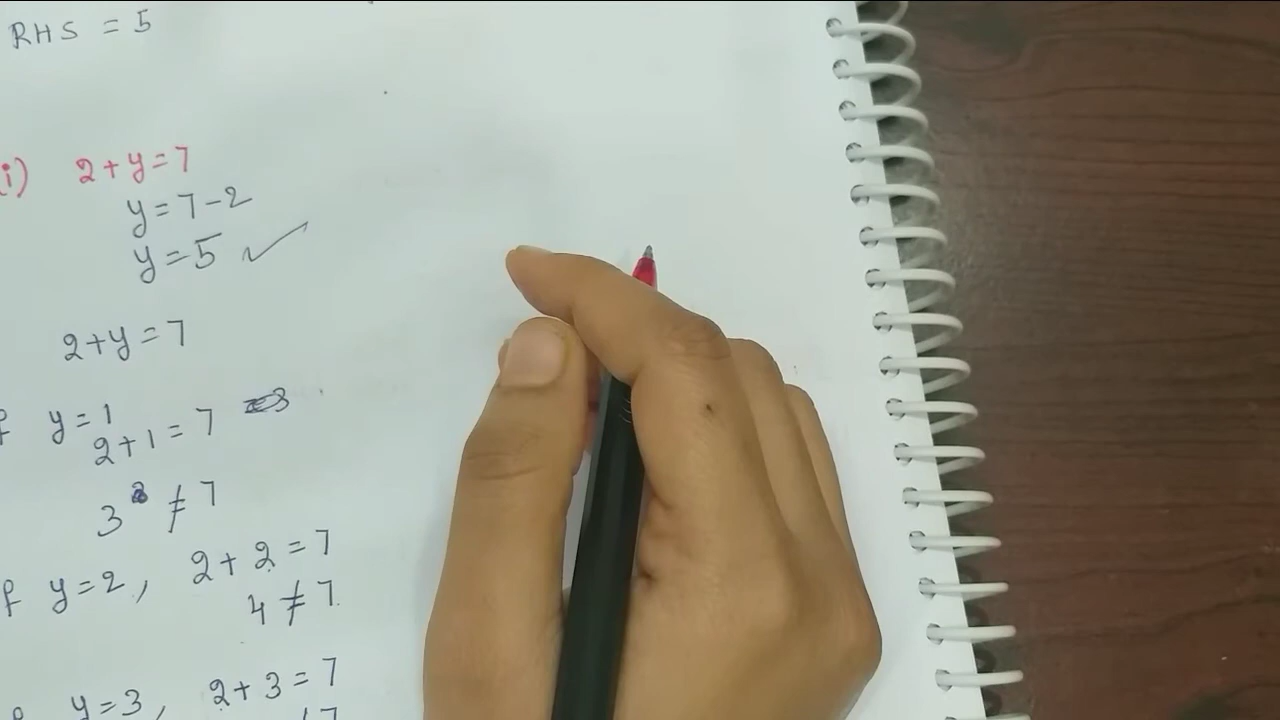 RHS = 5
i) 2 + y = 7
y = 7 - 2
y = 5 ✓
2 + y = 7
f y = 1
2 + 1 = 7
3 ≠ 7
f y = 2, 2 + 2 = 7
4 ≠ 7
y = 3, 2 + 3 = 7
7